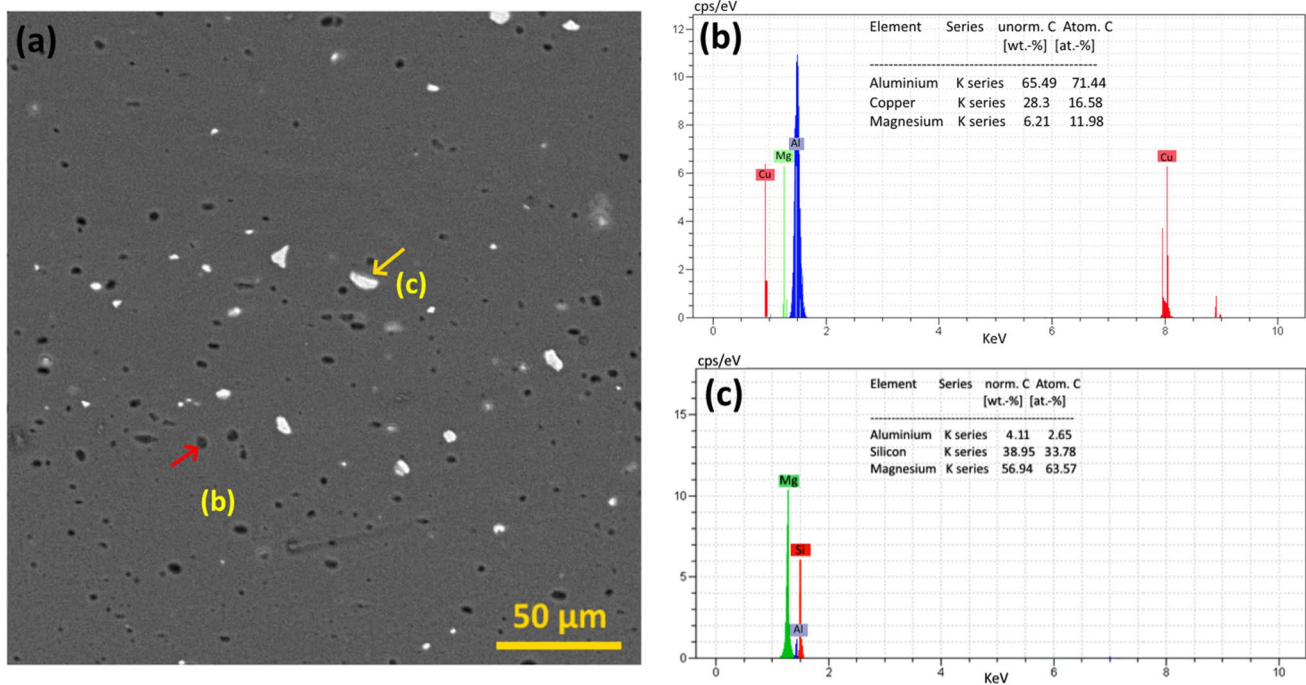 (a)
(c)
(b)
50 µm
cps/eV
(b)
Element Series unorm. C Atom. C
[wt.-%] [at.-%]
--------------------------------------------------------
Aluminium K series 65.49 71.44
Copper K series 28.3 16.58
Magnesium K series 6.21 11.98
12
10
8
6
4
2
0
Cu
Mg
Al
Cu
0 2 4 6 8 10
KeV
cps/eV
(c)
Element Series norm. C Atom. C
[wt.-%] [at.-%]
--------------------------------------------------------
Aluminium K series 4.11 2.65
Silicon K series 38.95 33.78
Magnesium K series 56.94 63.57
15
10
5
0
Mg
Si
Al
0 2 4 6 8 10
KeV